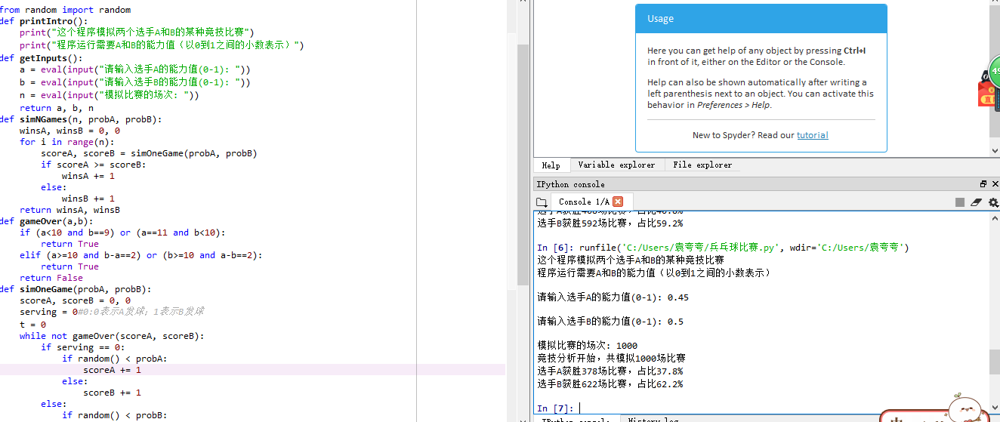 from random import random
def printIntro():
    print("这个程序模拟两个选手A和B的某种竞技比赛")
    print("程序运行需要A和B的能力值（以0到1之间的小数表示）")
def getInputs():
    a = eval(input("请输入选手A的能力值(0-1): "))
    b = eval(input("请输入选手B的能力值(0-1): "))
    n = eval(input("模拟比赛的场次: "))
    return a, b, n
def simNGames(n, probA, probB):
    winsA, winsB = 0, 0
    for i in range(n):
        scoreA, scoreB = simOneGame(probA, probB)
        if scoreA >= scoreB:
            winsA += 1
        else:
            winsB += 1
    return winsA, winsB
def gameOver(a,b):
    if (a<10 and b==9) or (a==11 and b<10):
        return True
    elif (a>=10 and b-a==2) or (b>=10 and a-b==2):
        return True
    return False
def simOneGame(probA, probB):
    scoreA, scoreB = 0, 0
    serving = 0#0:0表示A发球；1表示B发球
    t = 0
    while not gameOver(scoreA, scoreB):
        if serving == 0:
            if random() < probA:
                scoreA += 1
            else:
                scoreB += 1
        else:
            if random() < probB:
Usage
Here you can get help of any object by pressing Ctrl+I
in front of it, either on the Editor or the Console.
Help can also be shown automatically after writing a
left parenthesis next to an object. You can activate this
behavior in Preferences > Help.
New to Spyder? Read our tutorial
Help Variable explorer File explorer
IPython console
Console 1/A
选手B获胜592场比赛，占比59.2%
In [6]: runfile('C:/Users/袁夸夸/兵乓球比赛.py', wdir='C:/Users/袁夸夸')
这个程序模拟两个选手A和B的某种竞技比赛
程序运行需要A和B的能力值（以0到1之间的小数表示）
请输入选手A的能力值(0-1): 0.45
请输入选手B的能力值(0-1): 0.5
模拟比赛的场次: 1000
竞技分析开始，共模拟1000场比赛
选手A获胜378场比赛，占比37.8%
选手B获胜622场比赛，占比62.2%
In [7]:
IPython console History log